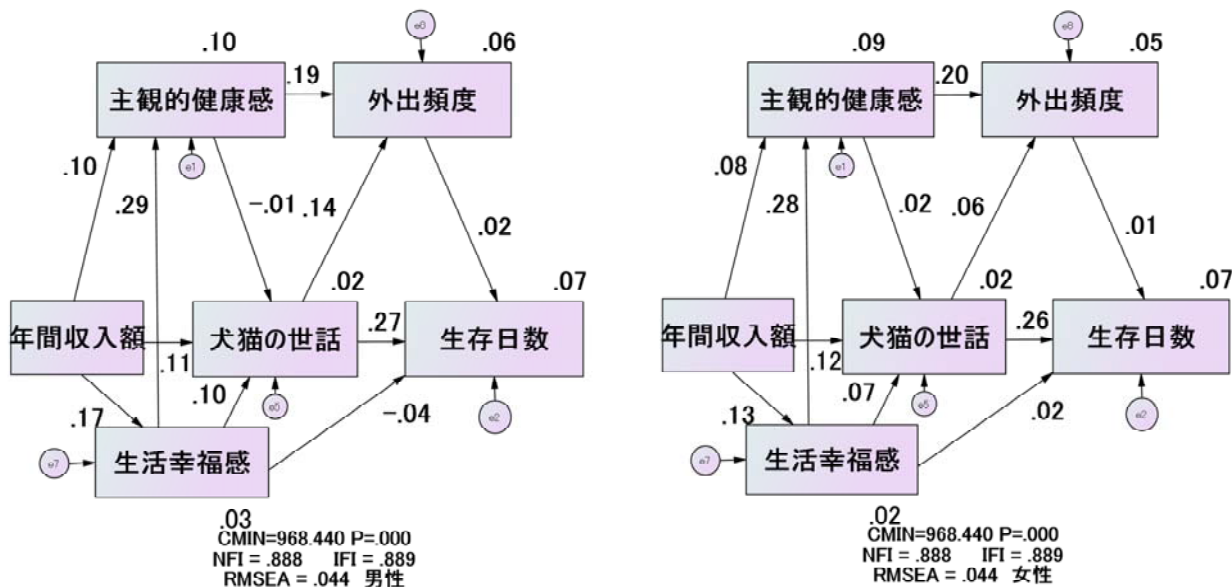 .10
.06
e8
.19
主観的健康感
外出頻度
e1
.10
.29
-.01
.14
.02
.02
.07
年間収入額
犬猫の世話
.27
生存日数
.11
.10
-.04
e2
.17
e7
生活幸福感
.03
CMIN=968.440 P=.000
NFI = .888 IFI = .889
RMSEA = .044 男性
.09
.05
e8
.20
主観的健康感
外出頻度
e1
.08
.28
.02
.06
.01
.02
.07
年間収入額
犬猫の世話
.26
生存日数
.12
.07
e5
.02
e2
.13
e7
生活幸福感
.02
CMIN=968.440 P=.000
NFI = .888 IFI = .889
RMSEA = .044 女性